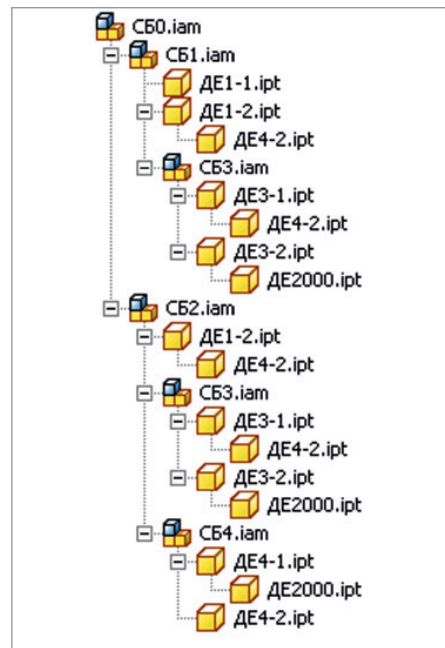 СБ0.iam
СБ1.iam
ДЕ1-1.ipt
ДЕ1-2.ipt
ДЕ4-2.ipt
СБ3.iam
ДЕ3-1.ipt
ДЕ4-2.ipt
ДЕ3-2.ipt
ДЕ2000.ipt
СБ2.iam
ДЕ1-2.ipt
ДЕ4-2.ipt
СБ3.iam
ДЕ3-1.ipt
ДЕ4-2.ipt
ДЕ3-2.ipt
ДЕ2000.ipt
СБ4.iam
ДЕ4-1.ipt
ДЕ2000.ipt
ДЕ4-2.ipt